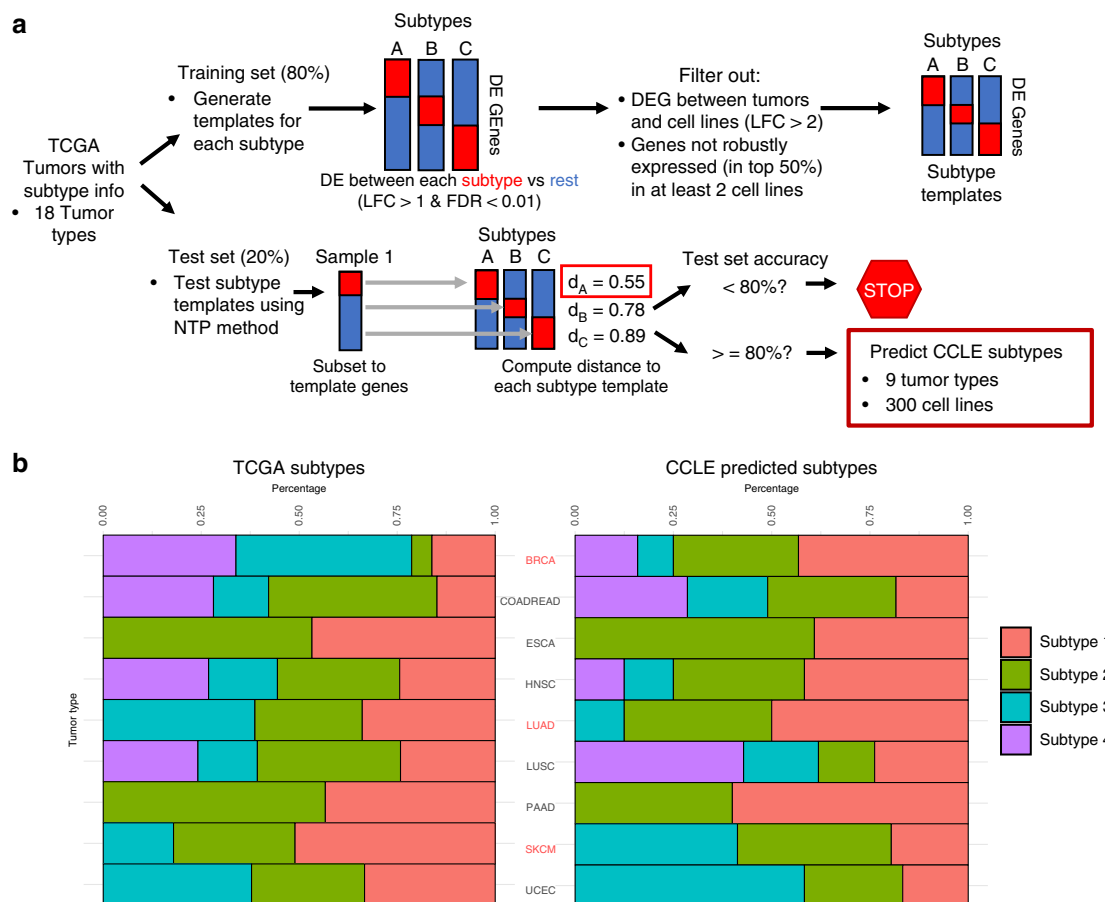 a
TCGA
Tumors with
subtype info
• 18 Tumor
types
Training set (80%)
• Generate
templates for
each subtype
Subtypes
A B C
DE GEnes
DE between each subtype vs rest
(LFC > 1 & FDR < 0.01)
Filter out:
• DEG between tumors
and cell lines (LFC > 2)
• Genes not robustly
expressed (in top 50%)
in at least 2 cell lines
Subtypes
A B C
DE Genes
Subtype
templates
Test set (20%)
• Test subtype
templates using
NTP method
Sample 1
Subset to
template genes
Subtypes
A B C
dA = 0.55
dB = 0.78
dC = 0.89
Compute distance to
each subtype template
Test set accuracy
< 80%?
STOP
> = 80%?
Predict CCLE subtypes
• 9 tumor types
• 300 cell lines
b
TCGA subtypes
Percentage
0.00 0.25 0.50 0.75 1.00
CCLE predicted subtypes
Percentage
0.00 0.25 0.50 0.75 1.00
Tumor type
BRCA
COADREAD
ESCA
HNSC
LUAD
LUSC
PAAD
SKCM
UCEC
Subtype 1
Subtype 2
Subtype 3
Subtype 4